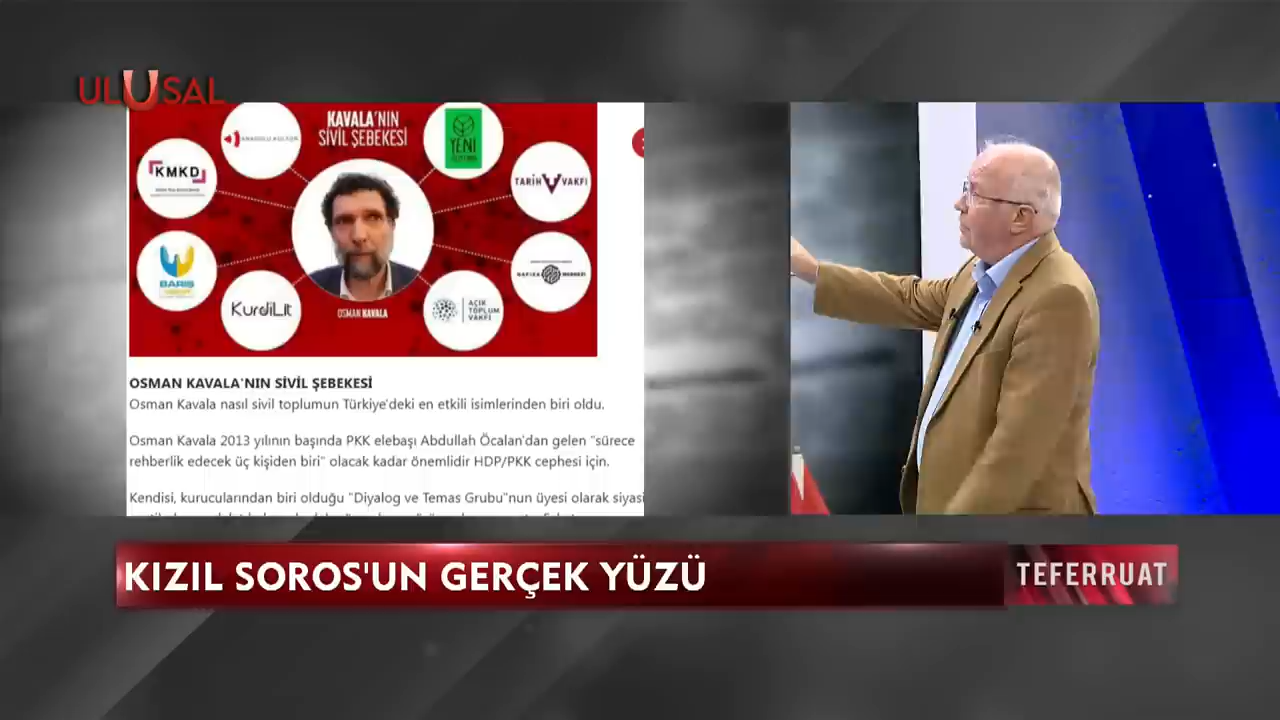 ULUSAL
KAVALA'NIN
SİVİL ŞEBEKESİ
ANADOLU KÜLTÜR
YENİ
KMKD
TARİH VAKFI
BARIŞ
HAFIZA MERKEZİ
KurdiLit
AÇIK
TOPLUM
VAKFI
OSMAN KAVALA
OSMAN KAVALA'NIN SİVİL ŞEBEKESİ
Osman Kavala nasıl sivil toplumun Türkiye'deki en etkili isimlerinden biri oldu.
Osman Kavala 2013 yılının başında PKK elebaşı Abdullah Öcalan'dan gelen "sürece
rehberlik edecek üç kişiden biri" olacak kadar önemlidir HDP/PKK cephesi için.
Kendisi, kurucularından biri olduğu "Diyalog ve Temas Grubu"nun üyesi olarak siyasi
KIZIL SOROS'UN GERÇEK YÜZÜ
TEFERRUAT